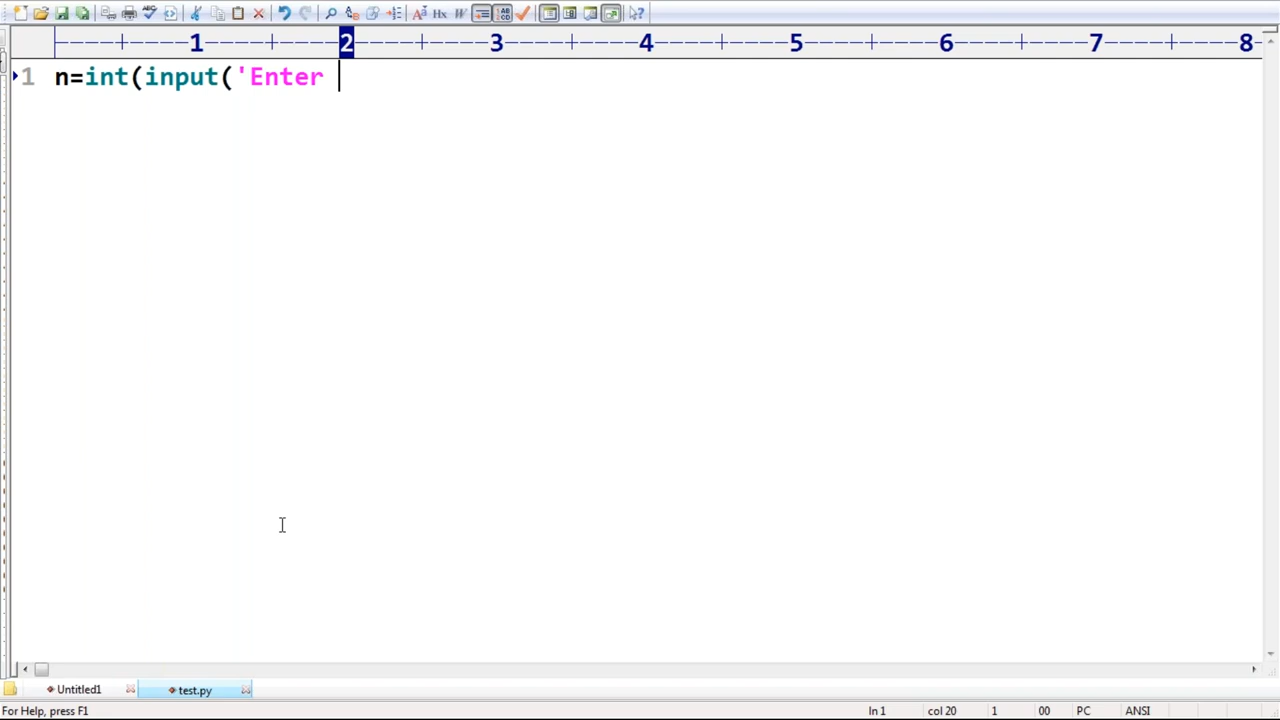 1 2 3 4 5 6 7 8
1 n=int(input('Enter
Untitled1 test.py
For Help, press F1 ln 1 col 20 1 00 PC ANSI